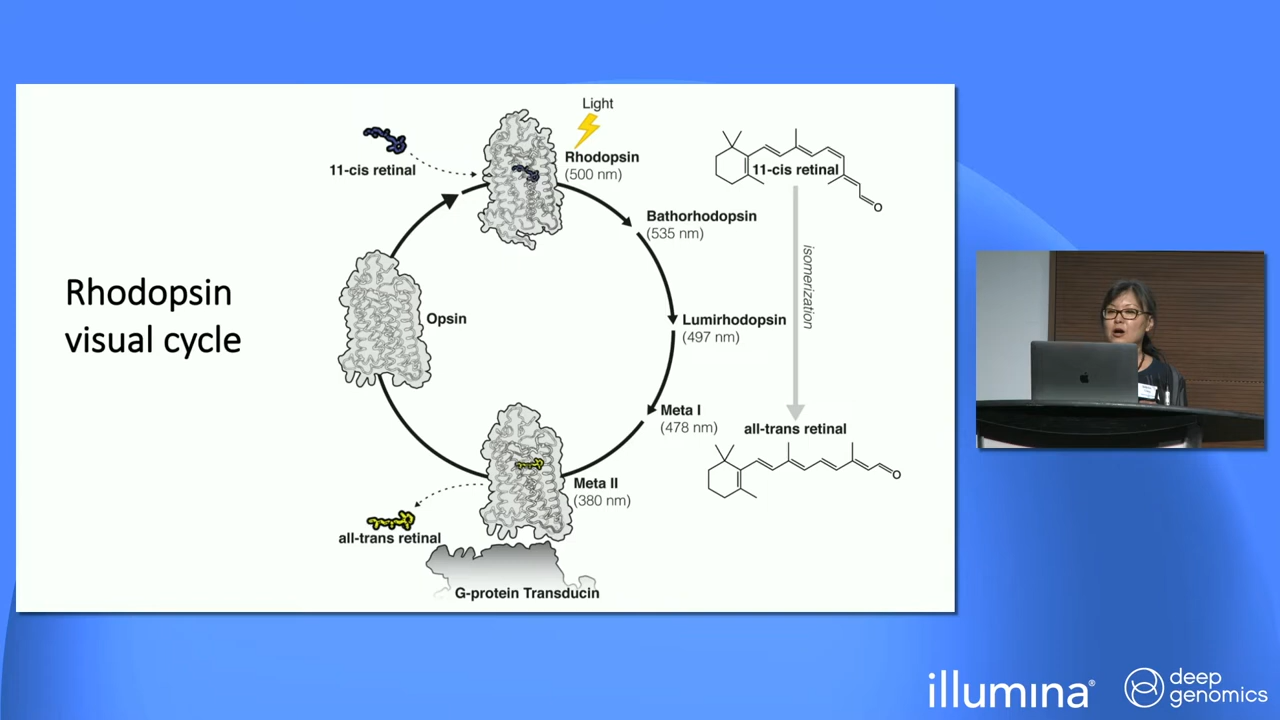 Rhodopsin
visual cycle
Light
11-cis retinal
Rhodopsin
(500 nm)
Bathorhodopsin
(535 nm)
Lumirhodopsin
(497 nm)
Meta I
(478 nm)
Meta II
(380 nm)
Opsin
all-trans retinal
G-protein Transducin
11-cis retinal
O
isomerization
all-trans retinal
O
illumina®
deep
genomics